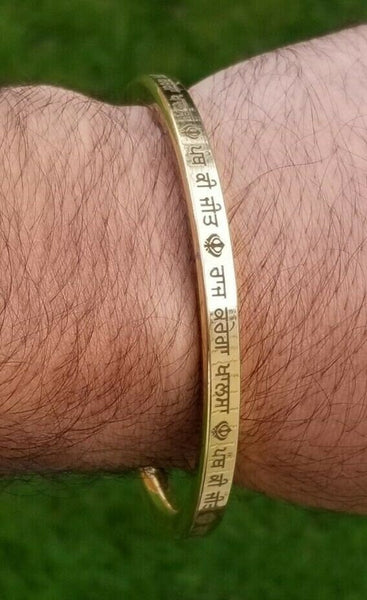 ☬ ਪੰਥ ਕੀ ਜੀਤ ☬ ਰਾਜ ਕਰੇਗਾ ਖਾਲਸਾ ☬ ਪੰਥ ਕੀ ਜੀਤ